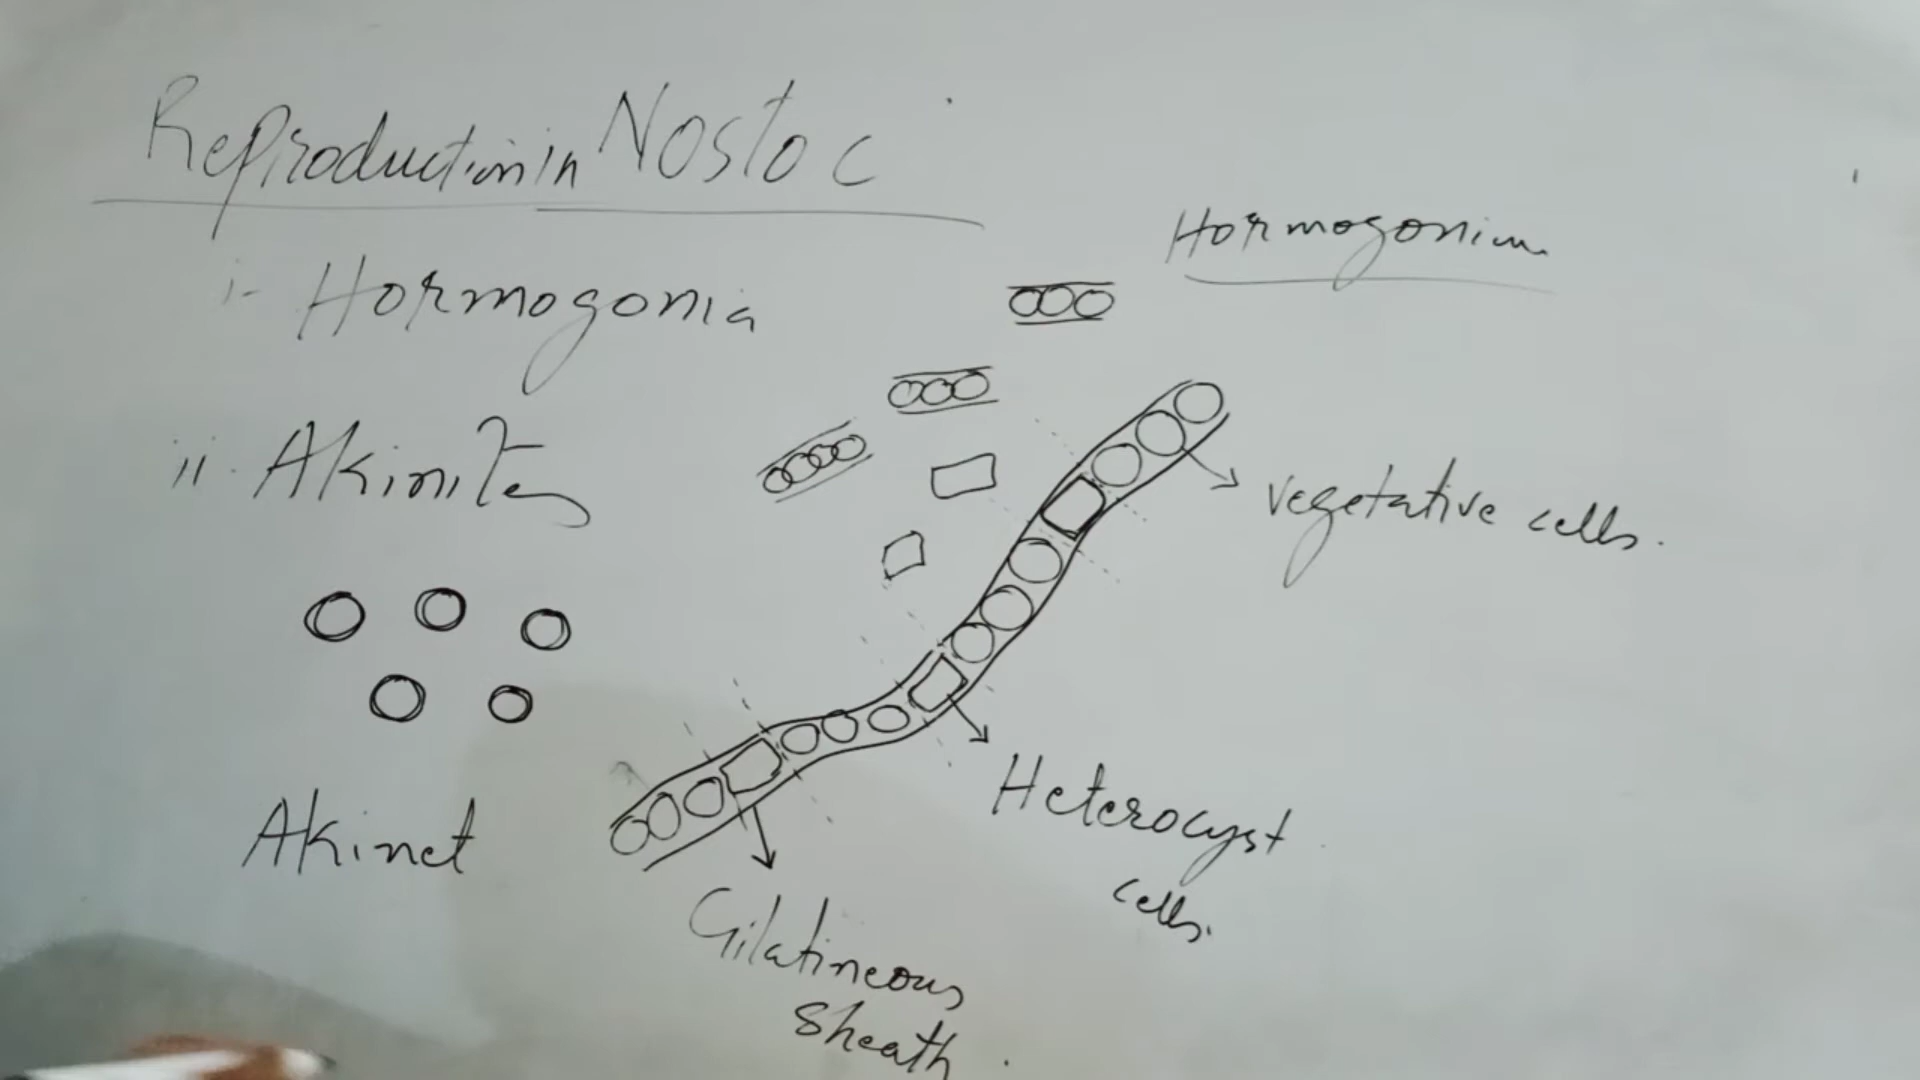 Reproduction in Nostoc
Hormogonium
i- Hormogonia
ii. Akinites
vegetative cells.
Heterocyst
cells.
Akinet
Gilatineous
sheath.